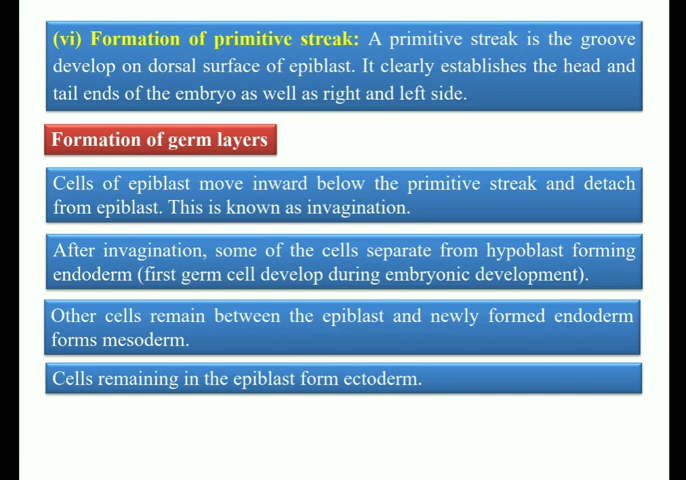 (vi) Formation of primitive streak: A primitive streak is the groove
develop on dorsal surface of epiblast. It clearly establishes the head and
tail ends of the embryo as well as right and left side.
Formation of germ layers
Cells of epiblast move inward below the primitive streak and detach
from epiblast. This is known as invagination.
After invagination, some of the cells separate from hypoblast forming
endoderm (first germ cell develop during embryonic development).
Other cells remain between the epiblast and newly formed endoderm
forms mesoderm.
Cells remaining in the epiblast form ectoderm.